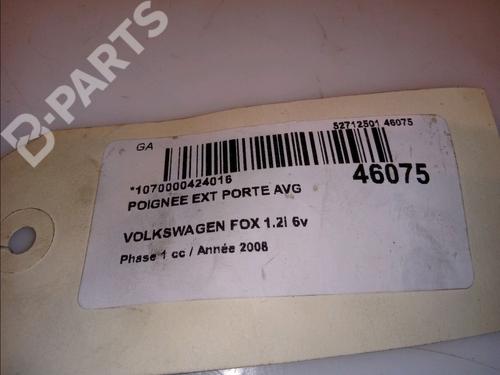 D-PARTS
GA
52712501 46075
*1070000424016
46075
POIGNEE EXT PORTE AVG
VOLKSWAGEN FOX 1.2i 6v
Phase 1 cc / Année 2008